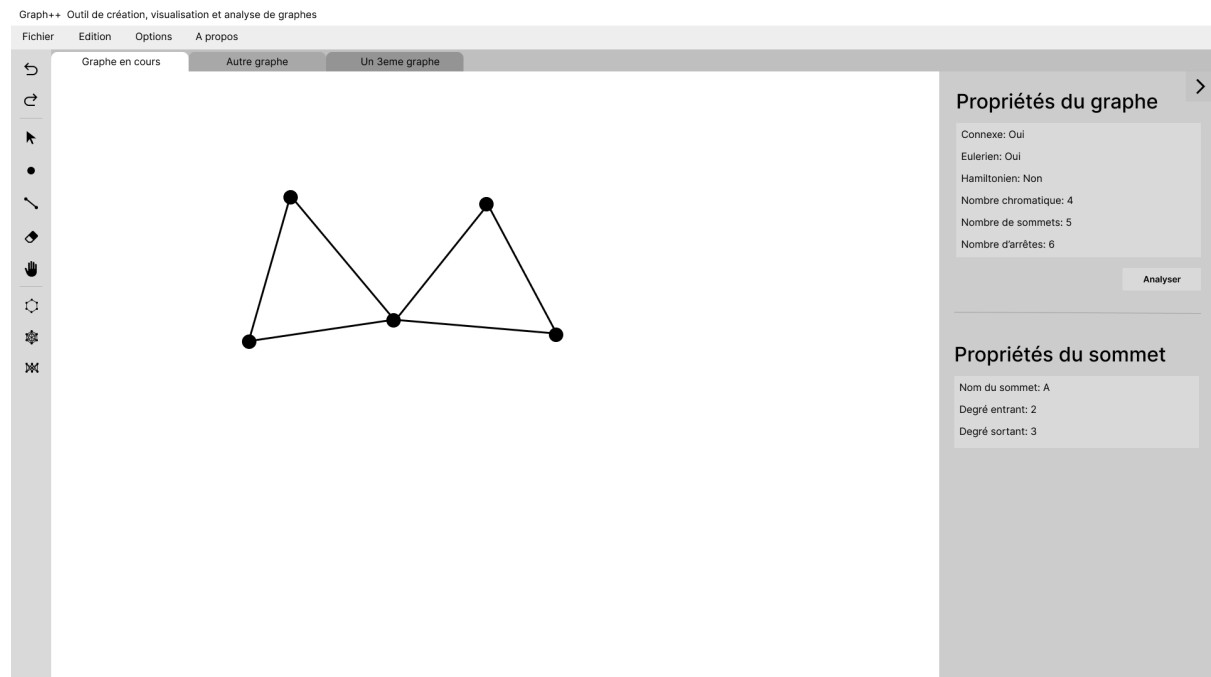 Graph++ Outil de création, visualisation et analyse de graphes
Fichier Edition Options A propos
Graphe en cours Autre graphe Un 3eme graphe
Propriétés du graphe
Connexe: Oui
Eulerien: Oui
Hamiltonien: Non
Nombre chromatique: 4
Nombre de sommets: 5
Nombre d'arrêtes: 6
Analyser
Propriétés du sommet
Nom du sommet: A
Degré entrant: 2
Degré sortant: 3